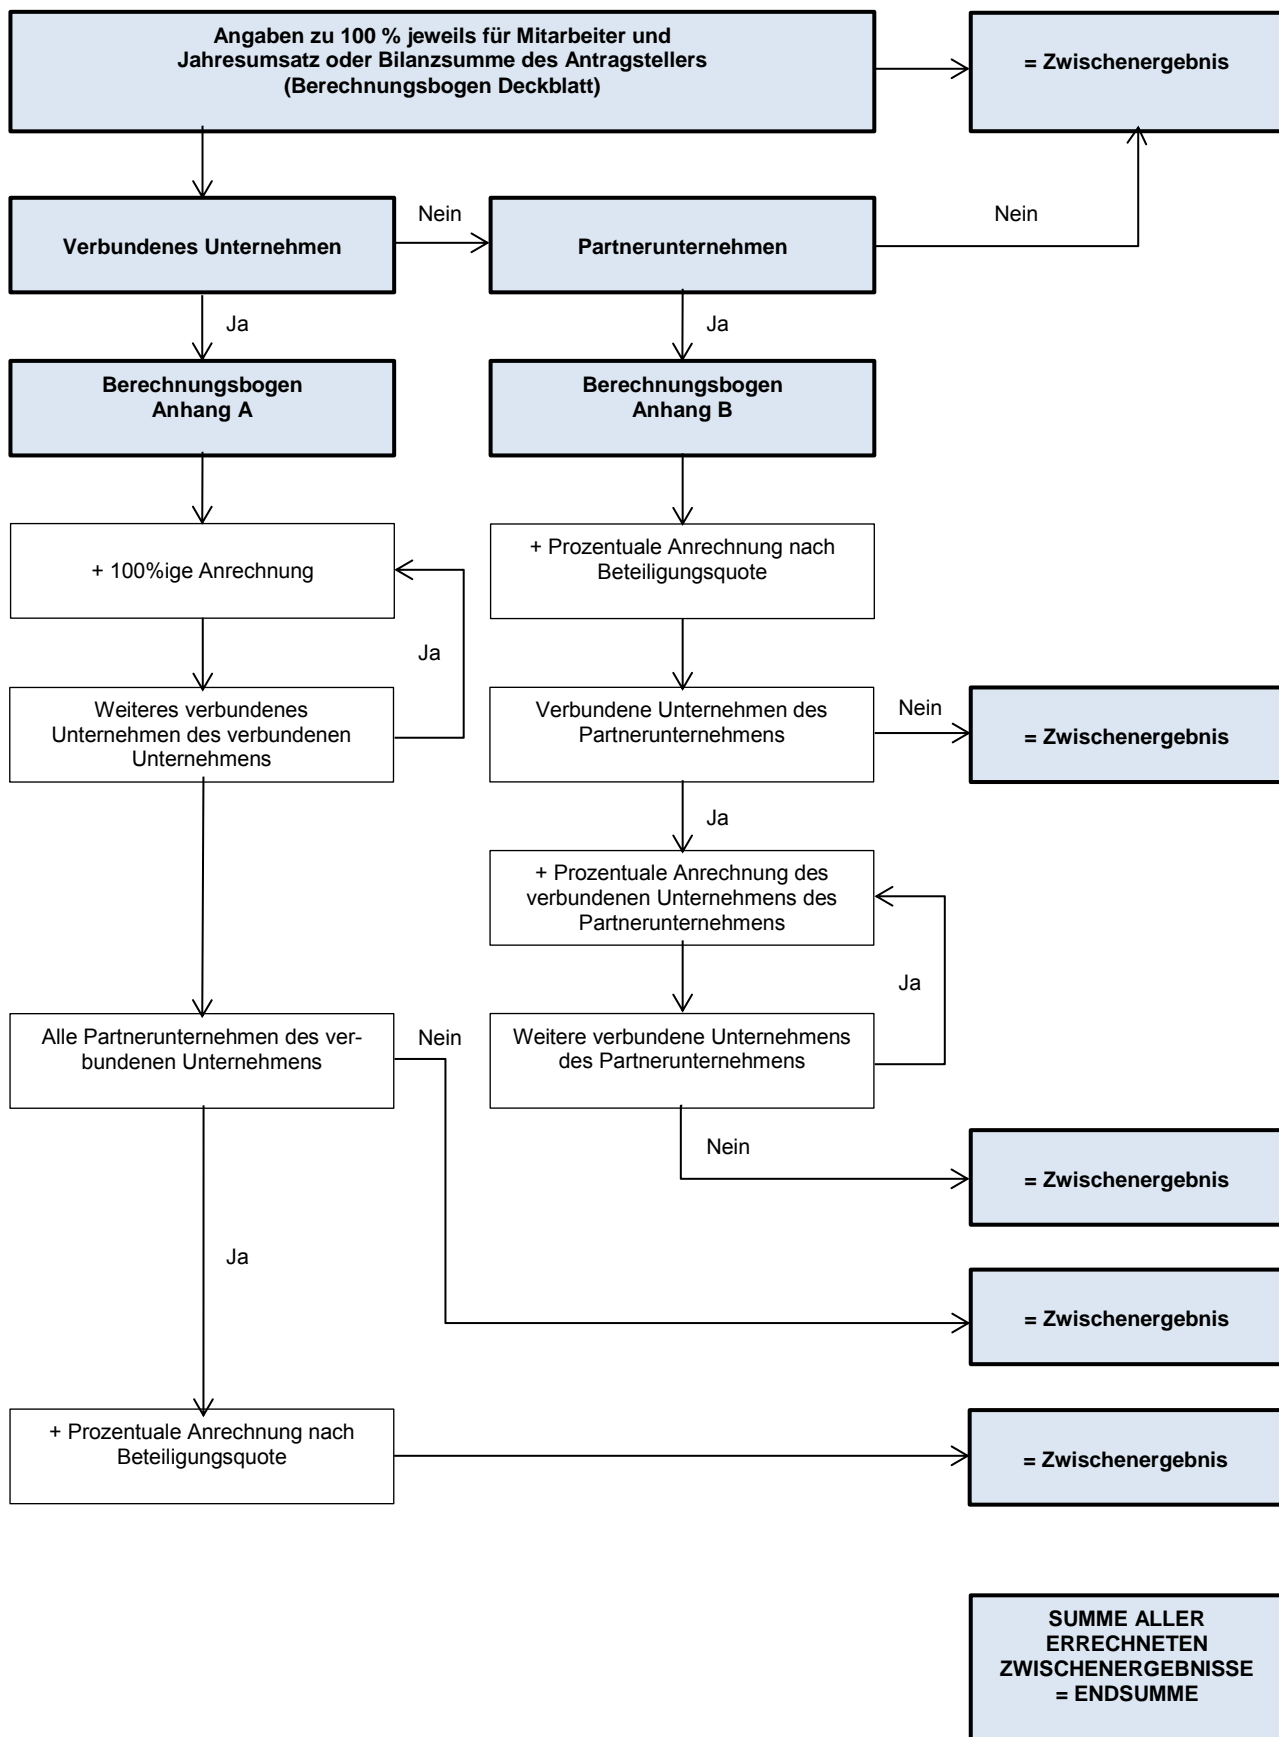 Angaben zu 100 % jeweils für Mitarbeiter und
Jahresumsatz oder Bilanzsumme des Antragstellers
(Berechnungsbogen Deckblatt)
= Zwischenergebnis
Verbundenes Unternehmen
Nein
Partnerunternehmen
Nein
Ja
Ja
Berechnungsbogen
Anhang A
Berechnungsbogen
Anhang B
+ 100%ige Anrechnung
+ Prozentuale Anrechnung nach
Beteiligungsquote
Ja
Weiteres verbundenes
Unternehmen des verbundenen
Unternehmens
Verbundene Unternehmen des
Partnerunternehmens
Nein
= Zwischenergebnis
Ja
+ Prozentuale Anrechnung des
verbundenen Unternehmens des
Partnerunternehmens
Ja
Alle Partnerunternehmen des ver-
bundenen Unternehmens
Nein
Weitere verbundene Unternehmens
des Partnerunternehmens
Nein
= Zwischenergebnis
Ja
= Zwischenergebnis
+ Prozentuale Anrechnung nach
Beteiligungsquote
= Zwischenergebnis
SUMME ALLER
ERRECHNETEN
ZWISCHENERGEBNISSE
= ENDSUMME